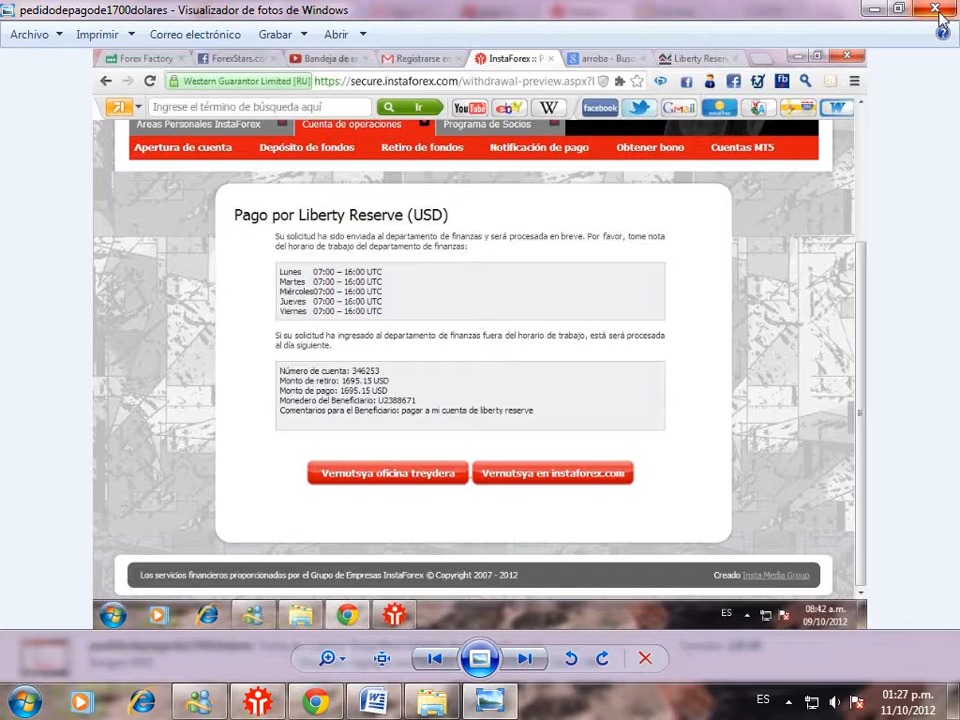 pedidodepagode1700dolares - Visualizador de fotos de Windows
Archivo Imprimir Correo electrónico Grabar Abrir
Forex Factory ForexStars.c Bandeja de e Registrarse en InstaForex :: P arroba - Busc Liberty Reserv
Western Guarantor Limited [RU] https://secure.instaforex.com/withdrawal-preview.aspx?l
Ingrese el término de búsqueda aquí Ir You Tube ebY W facebook Gmail weather W
Áreas Personales InstaForex Cuenta de operaciones Programa de Socios
Apertura de cuenta Depósito de fondos Retiro de fondos Notificación de pago Obtener bono Cuentas MT5
Pago por Liberty Reserve (USD)
Su solicitud ha sido enviada al departamento de finanzas y será procesada en breve. Por favor, tome nota
del horario de trabajo del departamento de finanzas:
Lunes 07:00 – 16:00 UTC
Martes 07:00 – 16:00 UTC
Miércoles07:00 – 16:00 UTC
Jueves 07:00 – 16:00 UTC
Viernes 07:00 – 16:00 UTC
Si su solicitud ha ingresado al departamento de finanzas fuera del horario de trabajo, está será procesada
al día siguiente.
Número de cuenta: 346253
Monto de retiro: 1695.15 USD
Monto de pago: 1695.15 USD
Monedero del Beneficiario: U2388671
Comentarios para el Beneficiario: pagar a mi cuenta de liberty reserve
Vernutsya oficina treydera Vernutsya en instaforex.com
Los servicios financieros proporcionados por el Grupo de Empresas InstaForex © Copyright 2007 - 2012 Creado Insta Media Group
ES 08:42 a.m.
09/10/2012
ES 01:27 p.m.
11/10/2012